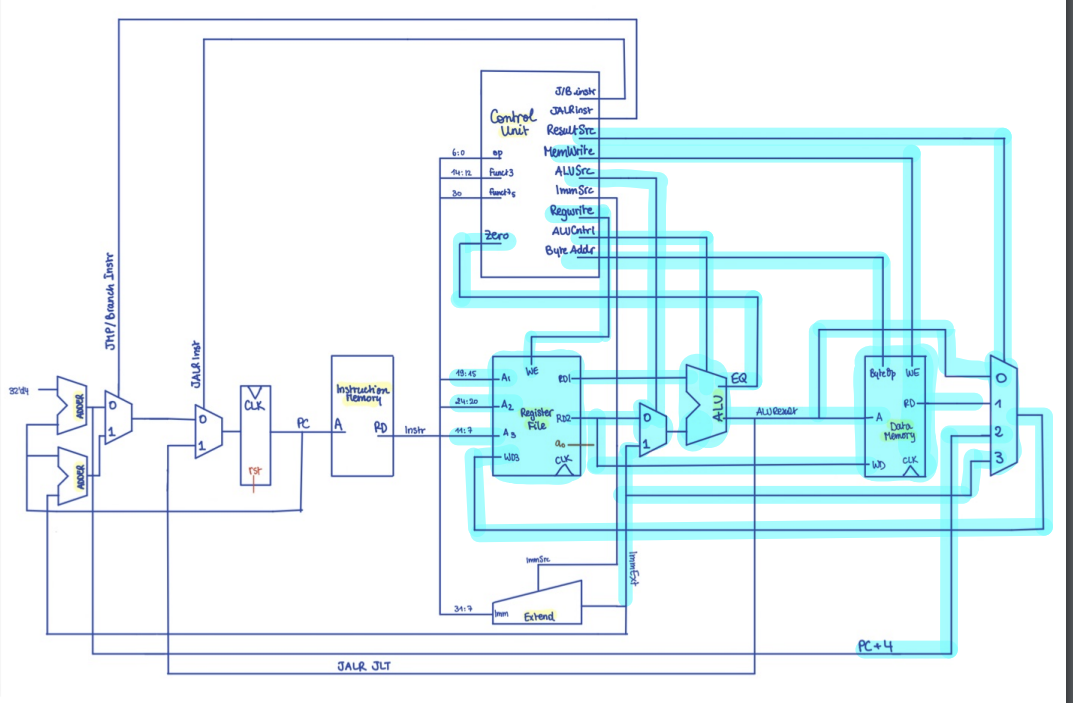 J/B instr
JALR Instr
Control Unit
ResultSrc
MemWrite
6:0 op
14:12 Funct3
ALUSrc
30 Funct75
ImmSrc
Regwrite
Zero
ALUCntrl
Byte Addr
JMP/Branch Instr
JALR Instr
32'd4
ADDER
0
1
ADDER
0
1
CLK
rst
PC
Instruction Memory
A
RD
Instr
19:15 A1
24:20 A2
11:7 A3
WD3
WE
RD1
RD2
Register File
a0
CLK
0
1
ALU
EQ
ALUResult
ByteOp
WE
RD
A
Data Memory
WD
CLK
0
1
2
3
ImmSrc
ImmExt
31:7 Imm
Extend
PC+4
JALR JLT